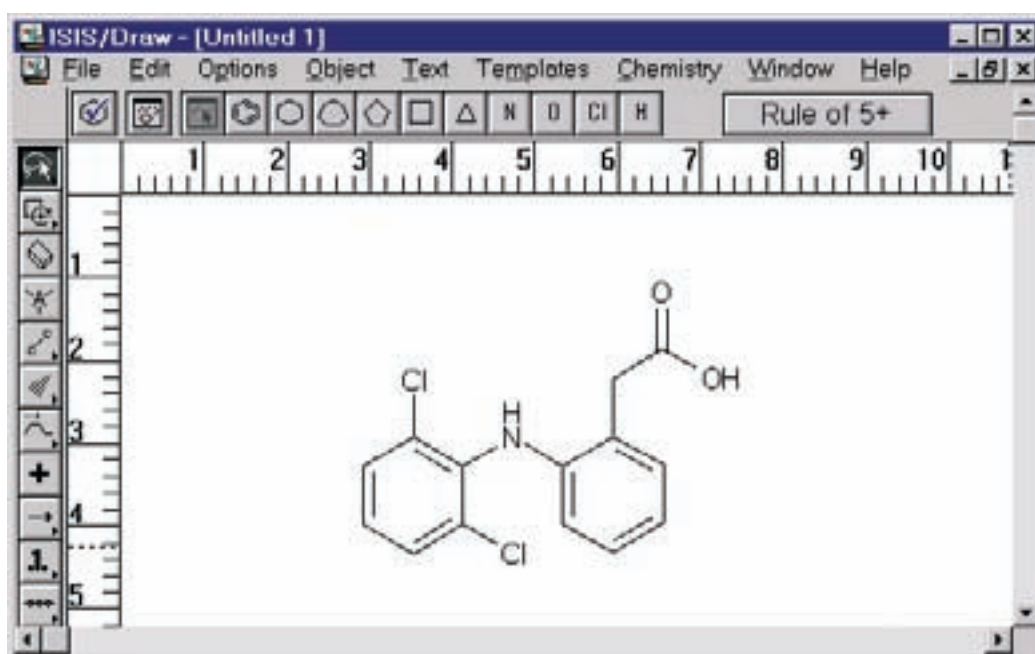 ISIS/Draw - [Untitled 1]
File Edit Options Object Text Templates Chemistry Window Help
N O Cl H Rule of 5+
1 2 3 4 5 6 7 8 9 10
1
2
3
4
5
O
OH
Cl
H
N
Cl